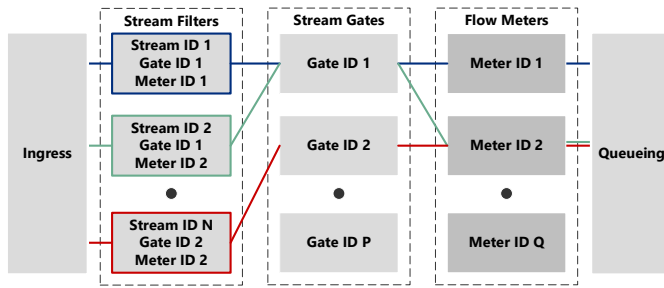 Stream Filters
Stream Gates
Flow Meters
Ingress
Stream ID 1
Gate ID 1
Meter ID 1
Stream ID 2
Gate ID 1
Meter ID 2
Stream ID N
Gate ID 2
Meter ID 2
Gate ID 1
Gate ID 2
Gate ID P
Meter ID 1
Meter ID 2
Meter ID Q
Queueing